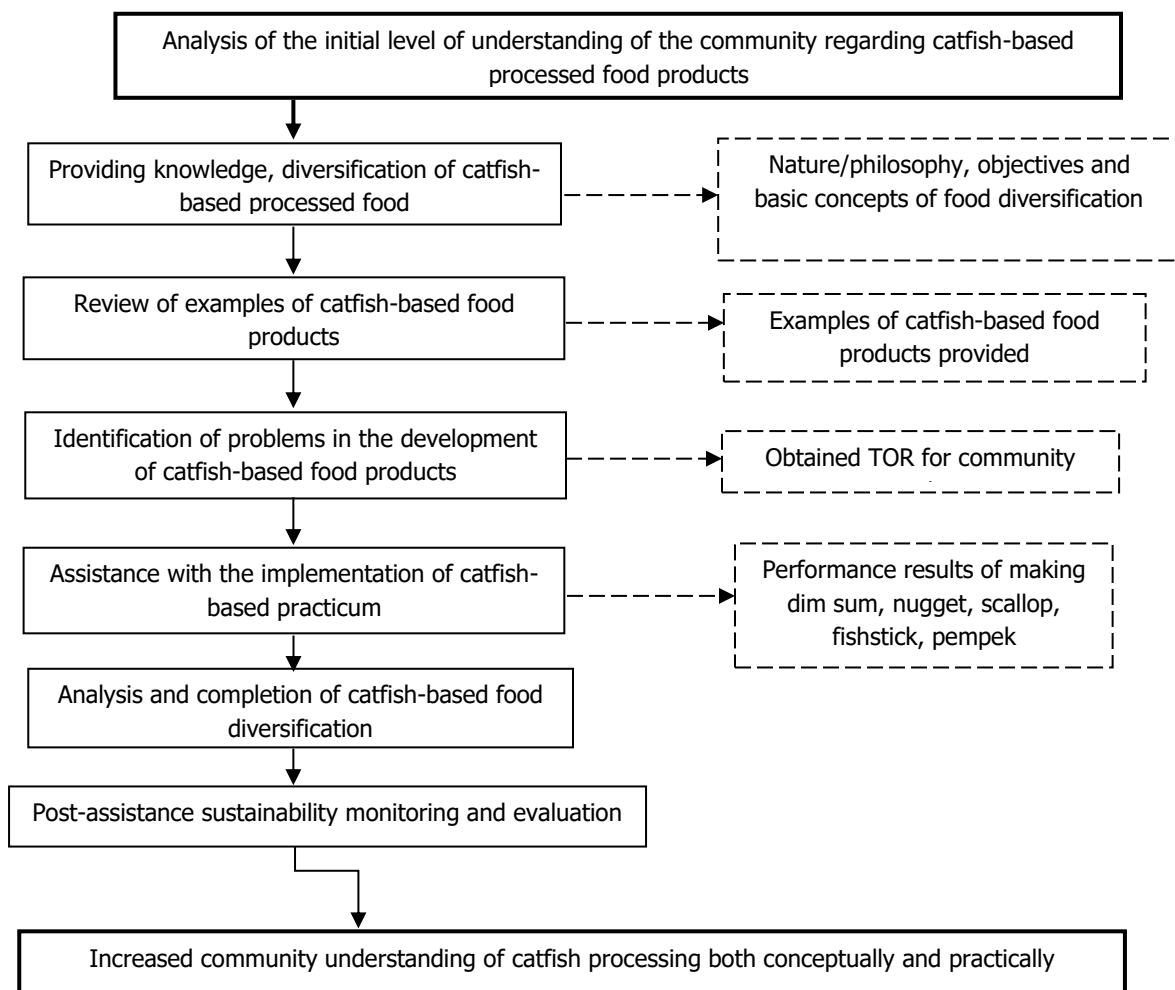 Analysis of the initial level of understanding of the community regarding catfish-based
processed food products
Providing knowledge, diversification of catfish-
based processed food
Nature/philosophy, objectives and
basic concepts of food diversification
Review of examples of catfish-based food
products
Examples of catfish-based food
products provided
Identification of problems in the development
of catfish-based food products
Obtained TOR for community
Assistance with the implementation of catfish-
based practicum
Performance results of making
dim sum, nugget, scallop,
fishstick, pempek
Analysis and completion of catfish-based food
diversification
Post-assistance sustainability monitoring and evaluation
Increased community understanding of catfish processing both conceptually and practically